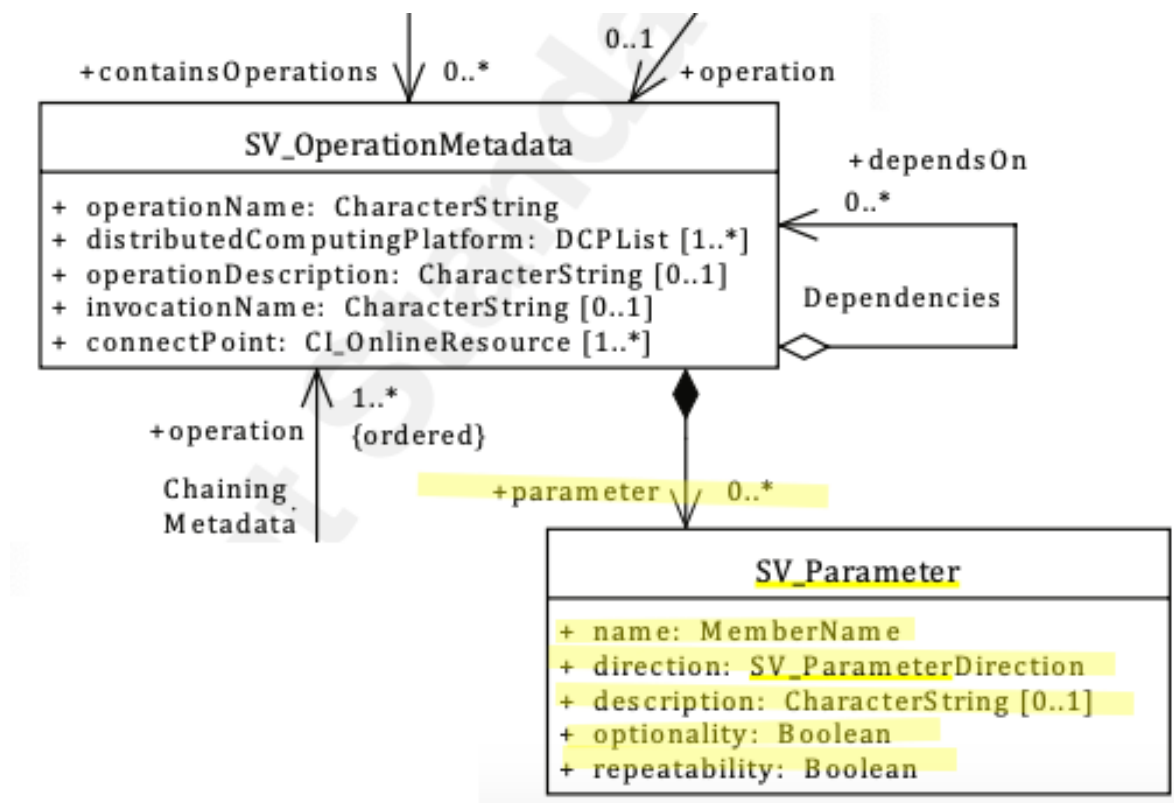 0..1
+containsOperations 0..* +operation
SV_OperationMetadata
+ operationName: CharacterString
+ distributedComputingPlatform: DCPList [1..*]
+ operationDescription: CharacterString [0..1]
+ invocationName: CharacterString [0..1]
+ connectPoint: CI_OnlineResource [1..*]
+dependsOn
0..*
Dependencies
1..*
+operation {ordered}
Chaining
Metadata
+parameter 0..*
SV_Parameter
+ name: MemberName
+ direction: SV_ParameterDirection
+ description: CharacterString [0..1]
+ optionality: Boolean
+ repeatability: Boolean